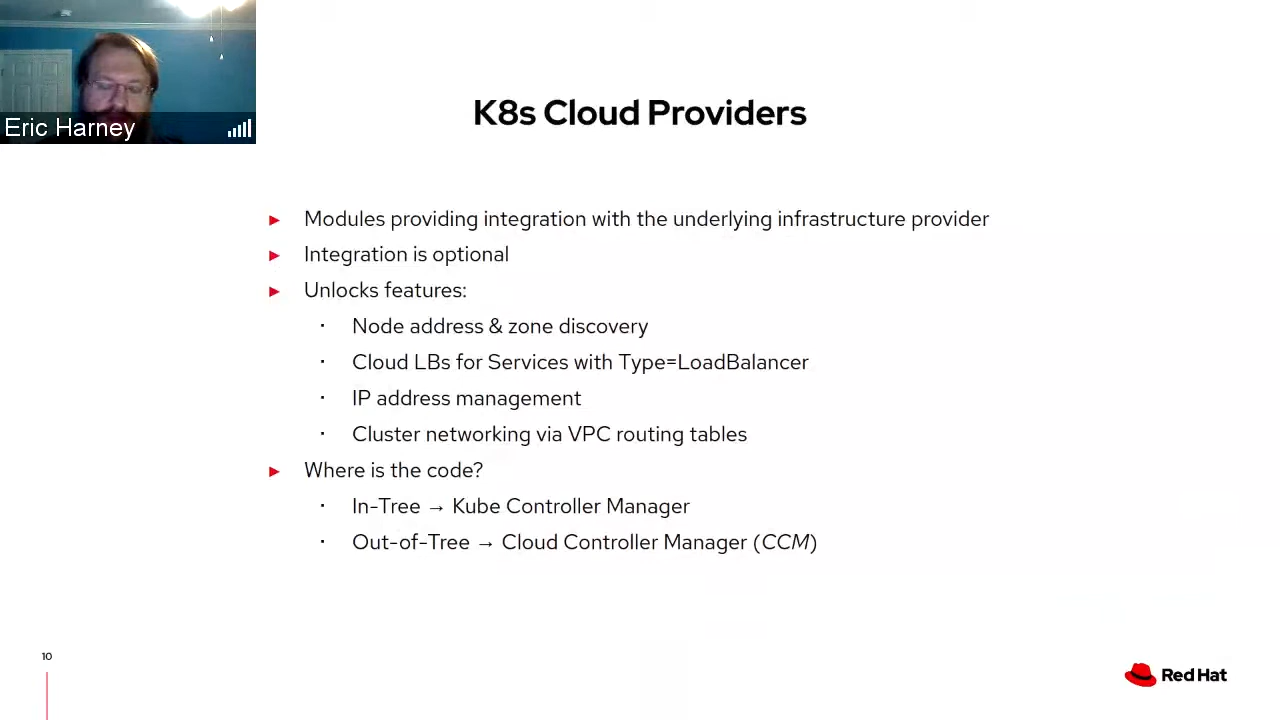 Eric Harney
K8s Cloud Providers
► Modules providing integration with the underlying infrastructure provider
► Integration is optional
► Unlocks features:
· Node address & zone discovery
· Cloud LBs for Services with Type=LoadBalancer
· IP address management
· Cluster networking via VPC routing tables
► Where is the code?
· In-Tree → Kube Controller Manager
· Out-of-Tree → Cloud Controller Manager (CCM)
10
Red Hat